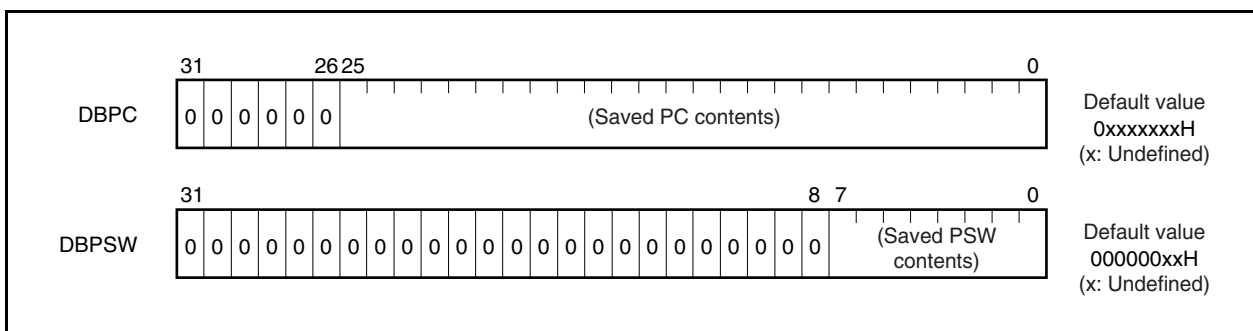 31 26 25 0
DBPC 0 0 0 0 0 0 (Saved PC contents) Default value
0xxxxxxxH
(x: Undefined)
31 8 7 0
DBPSW 0 0 0 0 0 0 0 0 0 0 0 0 0 0 0 0 0 0 0 0 0 0 0 0 (Saved PSW
contents) Default value
000000xxH
(x: Undefined)